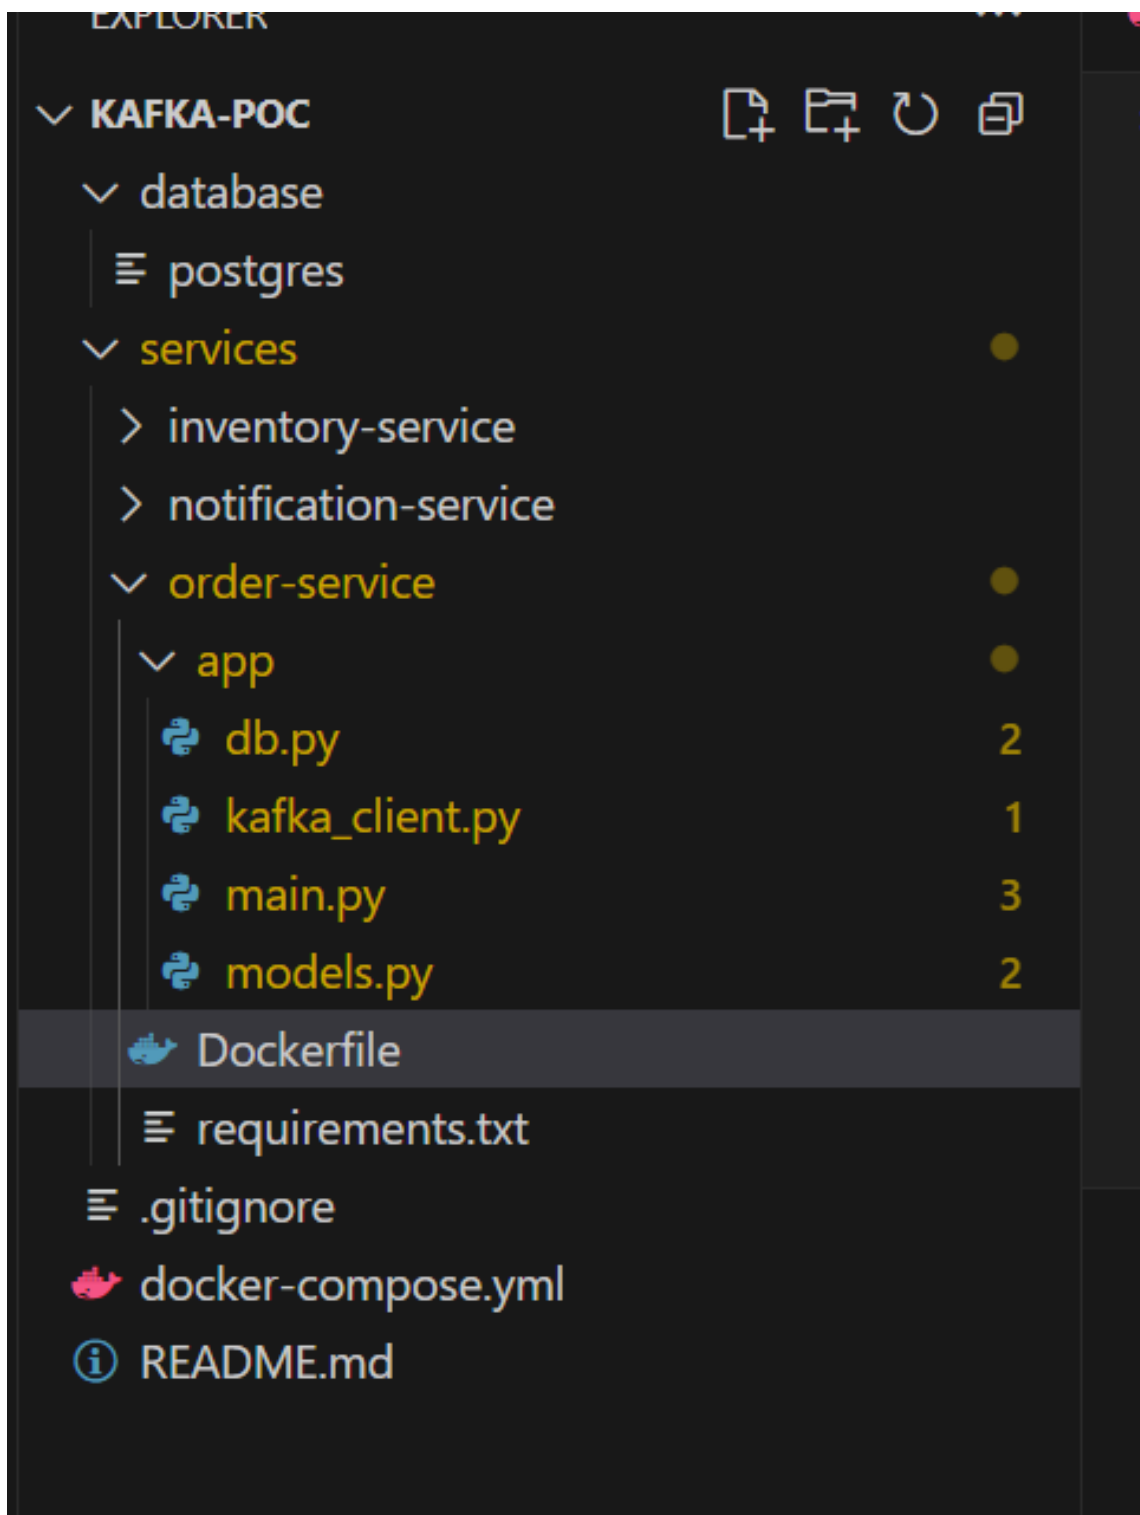 EXPLORER
KAFKA-POC
database
postgres
services
inventory-service
notification-service
order-service
app
db.py 2
kafka_client.py 1
main.py 3
models.py 2
Dockerfile
requirements.txt
.gitignore
docker-compose.yml
README.md